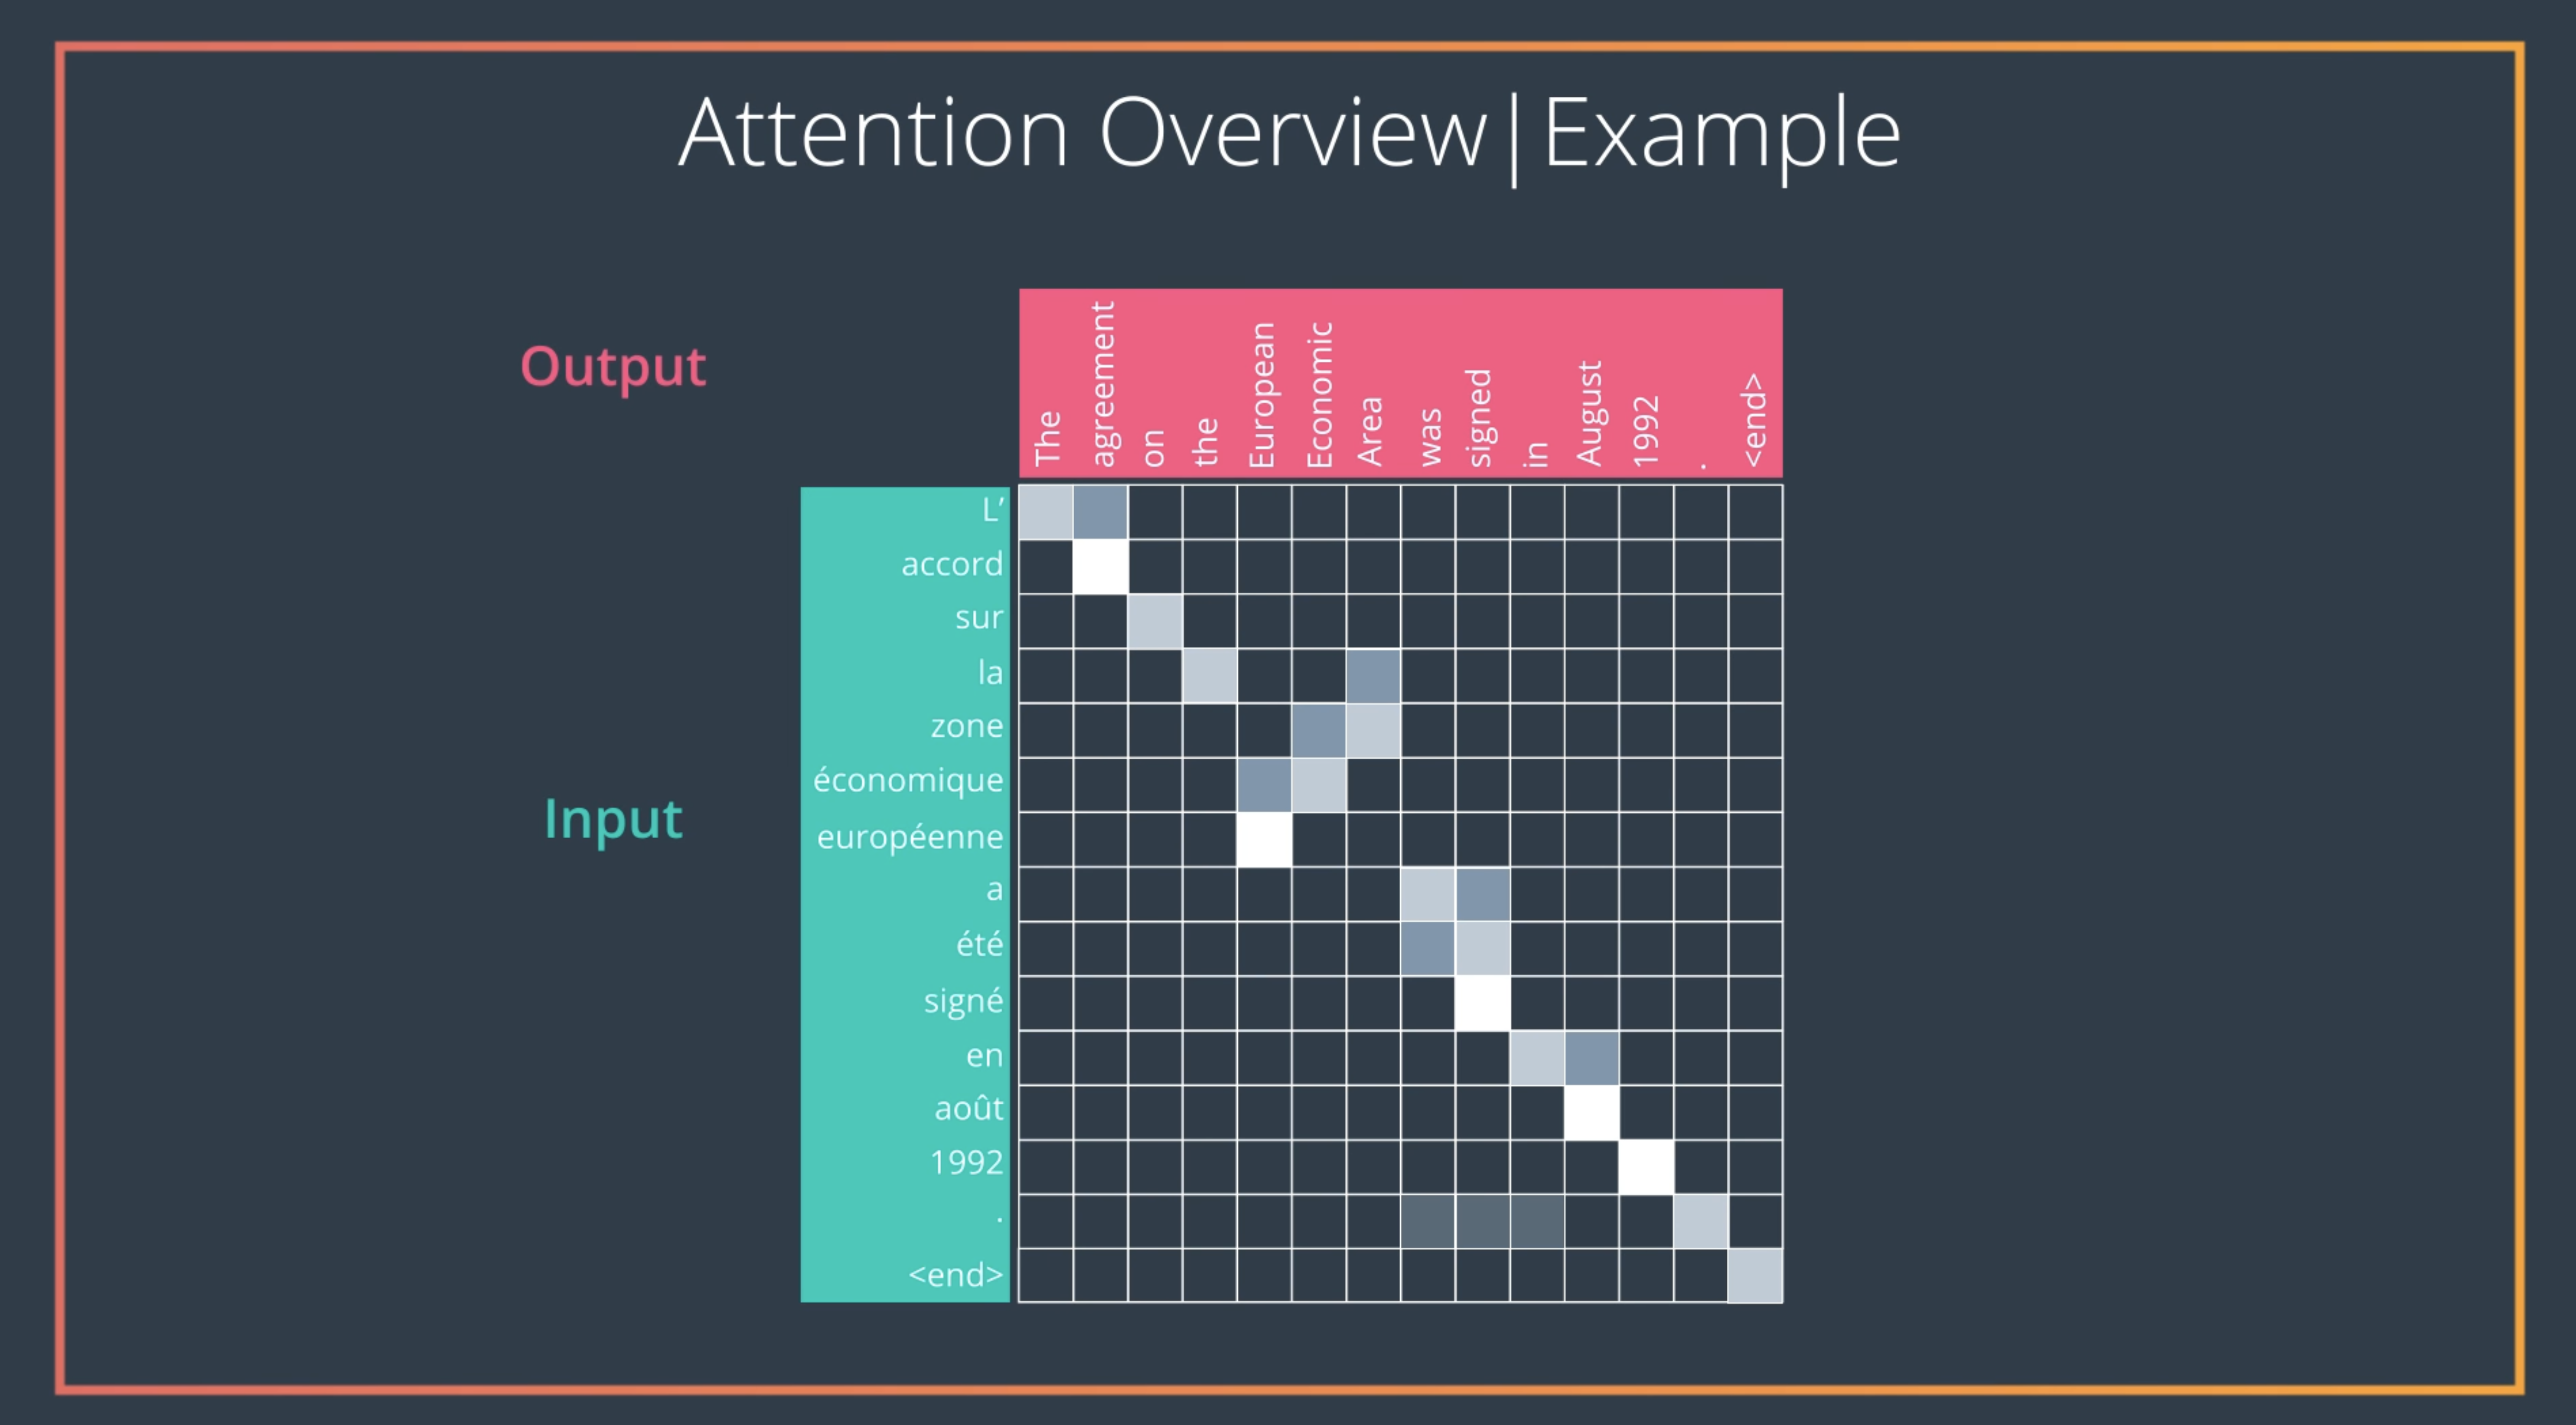 Attention Overview|Example
Output
The
agreement
on
the
European
Economic
Area
was
signed
in
August
1992
.
<end>
Input
L’
accord
sur
la
zone
économique
européenne
a
été
signé
en
août
1992
.
<end>